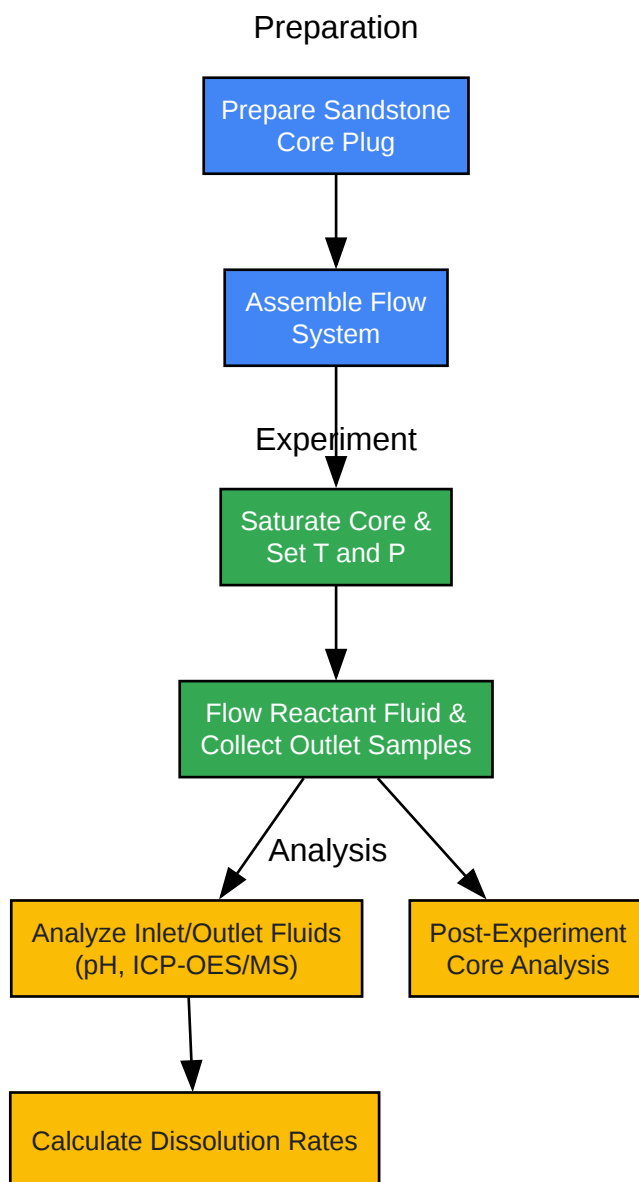 Preparation
Prepare Sandstone
Core Plug
Assemble Flow
System
Experiment
Saturate Core &
Set T and P
Flow Reactant Fluid &
Collect Outlet Samples
Analysis
Analyze Inlet/Outlet Fluids
(pH, ICP-OES/MS)
Post-Experiment
Core Analysis
Calculate Dissolution Rates